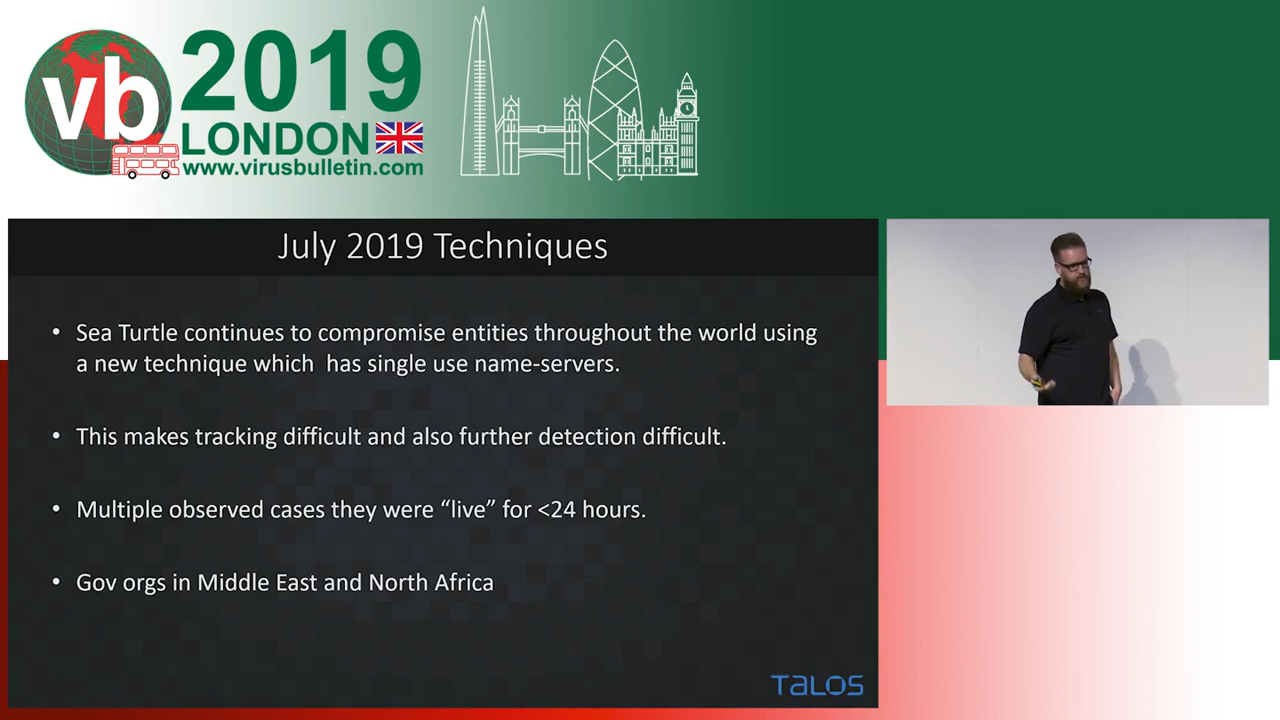 vb
2019
LONDON
www.virusbulletin.com
July 2019 Techniques
• Sea Turtle continues to compromise entities throughout the world using
a new technique which  has single use name-servers.
• This makes tracking difficult and also further detection difficult.
• Multiple observed cases they were “live” for <24 hours.
• Gov orgs in Middle East and North Africa
TALOS